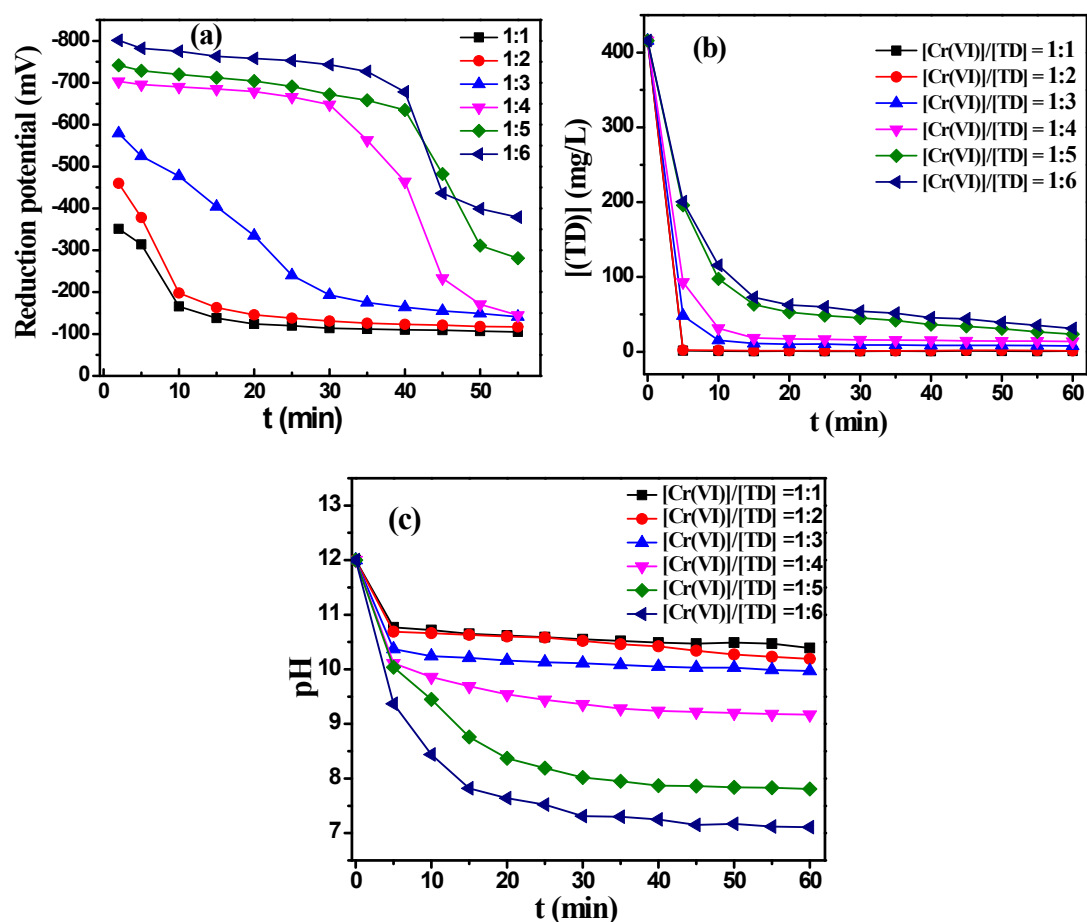 (a)
Reduction potential (mV)
-800
-700
-600
-500
-400
-300
-200
-100
0
0 10 20 30 40 50
t (min)
1:1
1:2
1:3
1:4
1:5
1:6
(b)
[(TD)] (mg/L)
400
300
200
100
0
0 10 20 30 40 50 60
t (min)
[Cr(VI)]/[TD] = 1:1
[Cr(VI)]/[TD] = 1:2
[Cr(VI)]/[TD] = 1:3
[Cr(VI)]/[TD] = 1:4
[Cr(VI)]/[TD] = 1:5
[Cr(VI)]/[TD] = 1:6
(c)
pH
13
12
11
10
9
8
7
0 10 20 30 40 50 60
t (min)
[Cr(VI)]/[TD] =1:1
[Cr(VI)]/[TD] =1:2
[Cr(VI)]/[TD] =1:3
[Cr(VI)]/[TD] =1:4
[Cr(VI)]/[TD] =1:5
[Cr(VI)]/[TD] =1:6